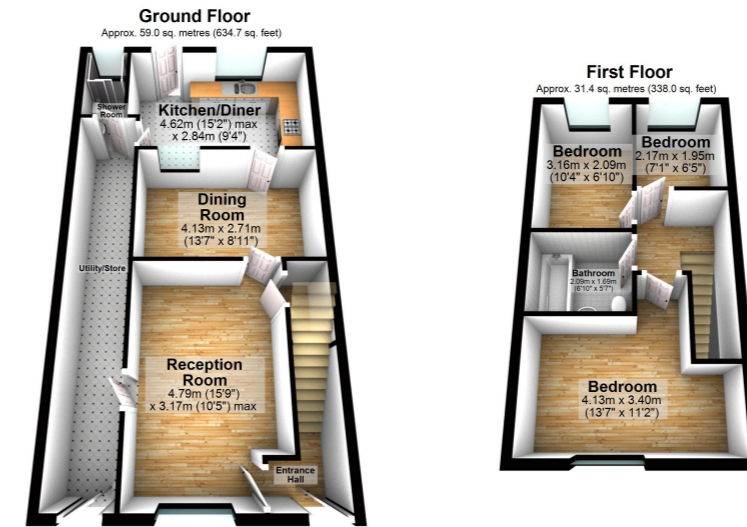 Ground Floor
Approx. 59.0 sq. metres (634.7 sq. feet)
Shower
Room
Kitchen/Diner
4.62m (15'2") max
x 2.84m (9'4")
Dining
Room
4.13m x 2.71m
(13'7" x 8'11")
Utility/Store
Reception
Room
4.79m (15'9")
x 3.17m (10'5") max
Entrance
Hall
First Floor
Approx. 31.4 sq. metres (338.0 sq. feet)
Bedroom
3.16m x 2.09m
(10'4" x 6'10")
Bedroom
2.17m x 1.95m
(7'1" x 6'5")
Bathroom
2.09m x 1.69m
(6'10" x 5'7")
Bedroom
4.13m x 3.40m
(13'7" x 11'2")